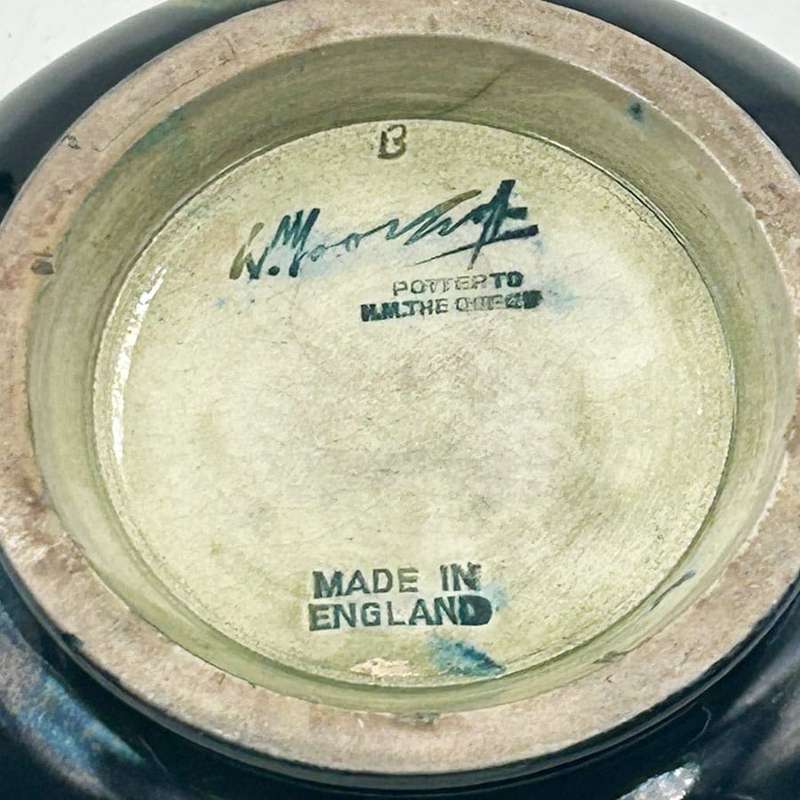 B
W. Moorcroft
POTTER TO
H.M. THE QUEEN
MADE IN
ENGLAND